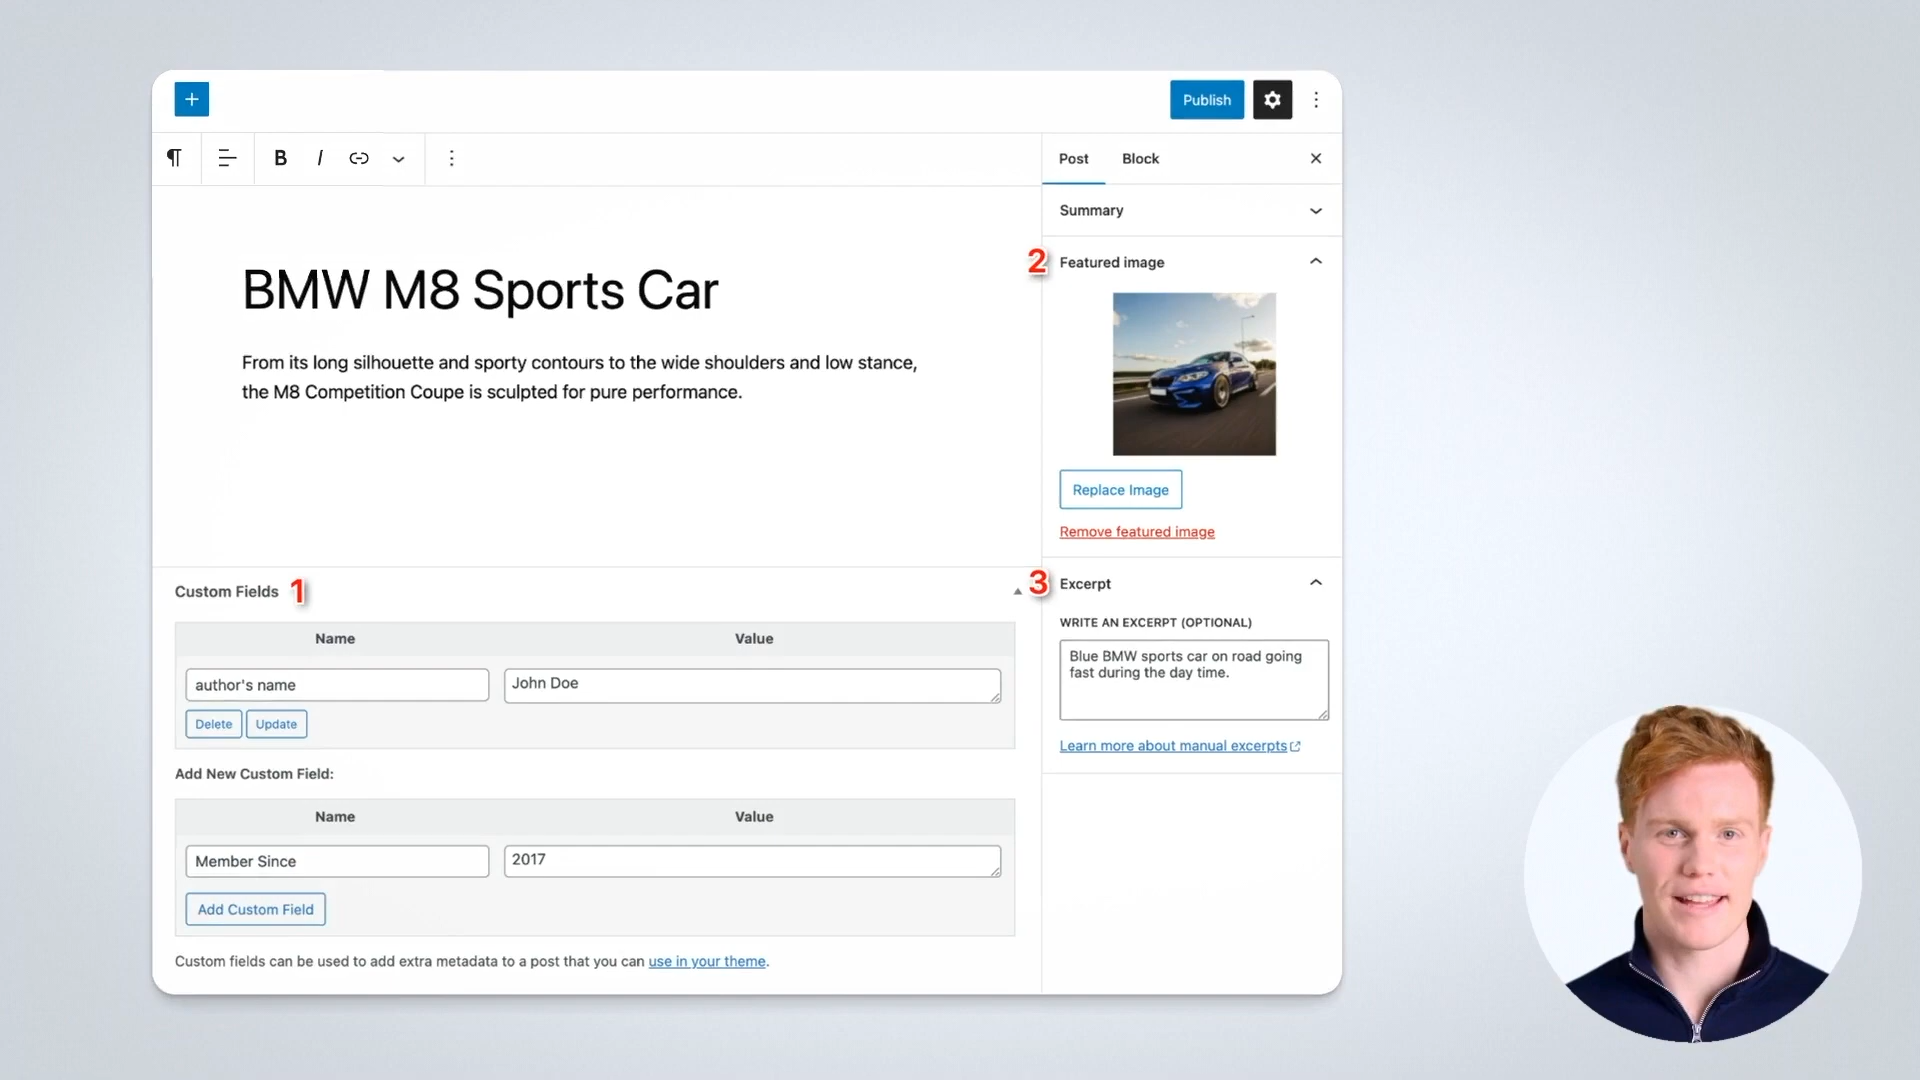 Publish
B I
Post Block
Summary
2 Featured image
BMW M8 Sports Car
From its long silhouette and sporty contours to the wide shoulders and low stance,
the M8 Competition Coupe is sculpted for pure performance.
Replace Image
Remove featured image
Custom Fields 1
Name Value
author's name John Doe
Delete Update
Add New Custom Field:
Name Value
Member Since 2017
Add Custom Field
Custom fields can be used to add extra metadata to a post that you can use in your theme.
3 Excerpt
WRITE AN EXCERPT (OPTIONAL)
Blue BMW sports car on road going
fast during the day time.
Learn more about manual excerpts